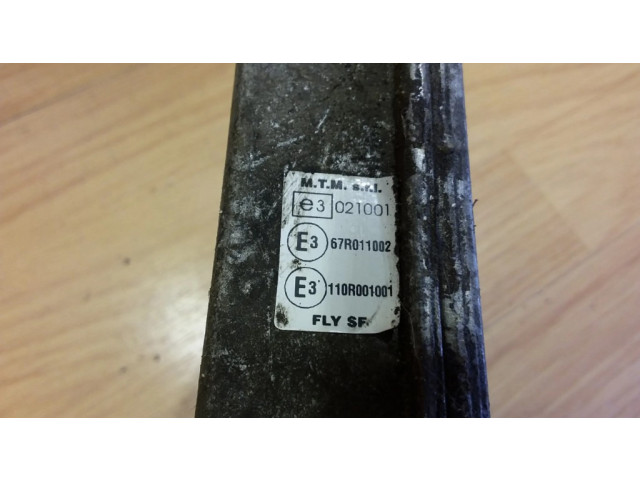 M.T.M. s.r.l.
e3 021001
E3 67R011002
E3 110R001001
FLY SF